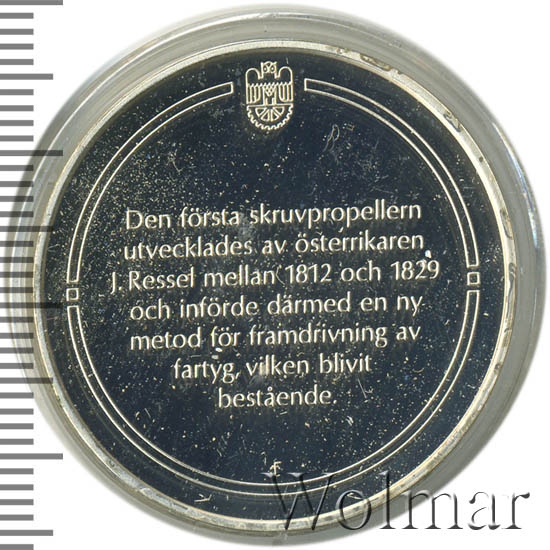 Den första skruvpropellern
utvecklades av österrikaren
J. Ressel mellan 1812 och 1829
och införde därmed en ny
metod för framdrivning av
fartyg, vilken blivit
bestående.
F
Wolmar